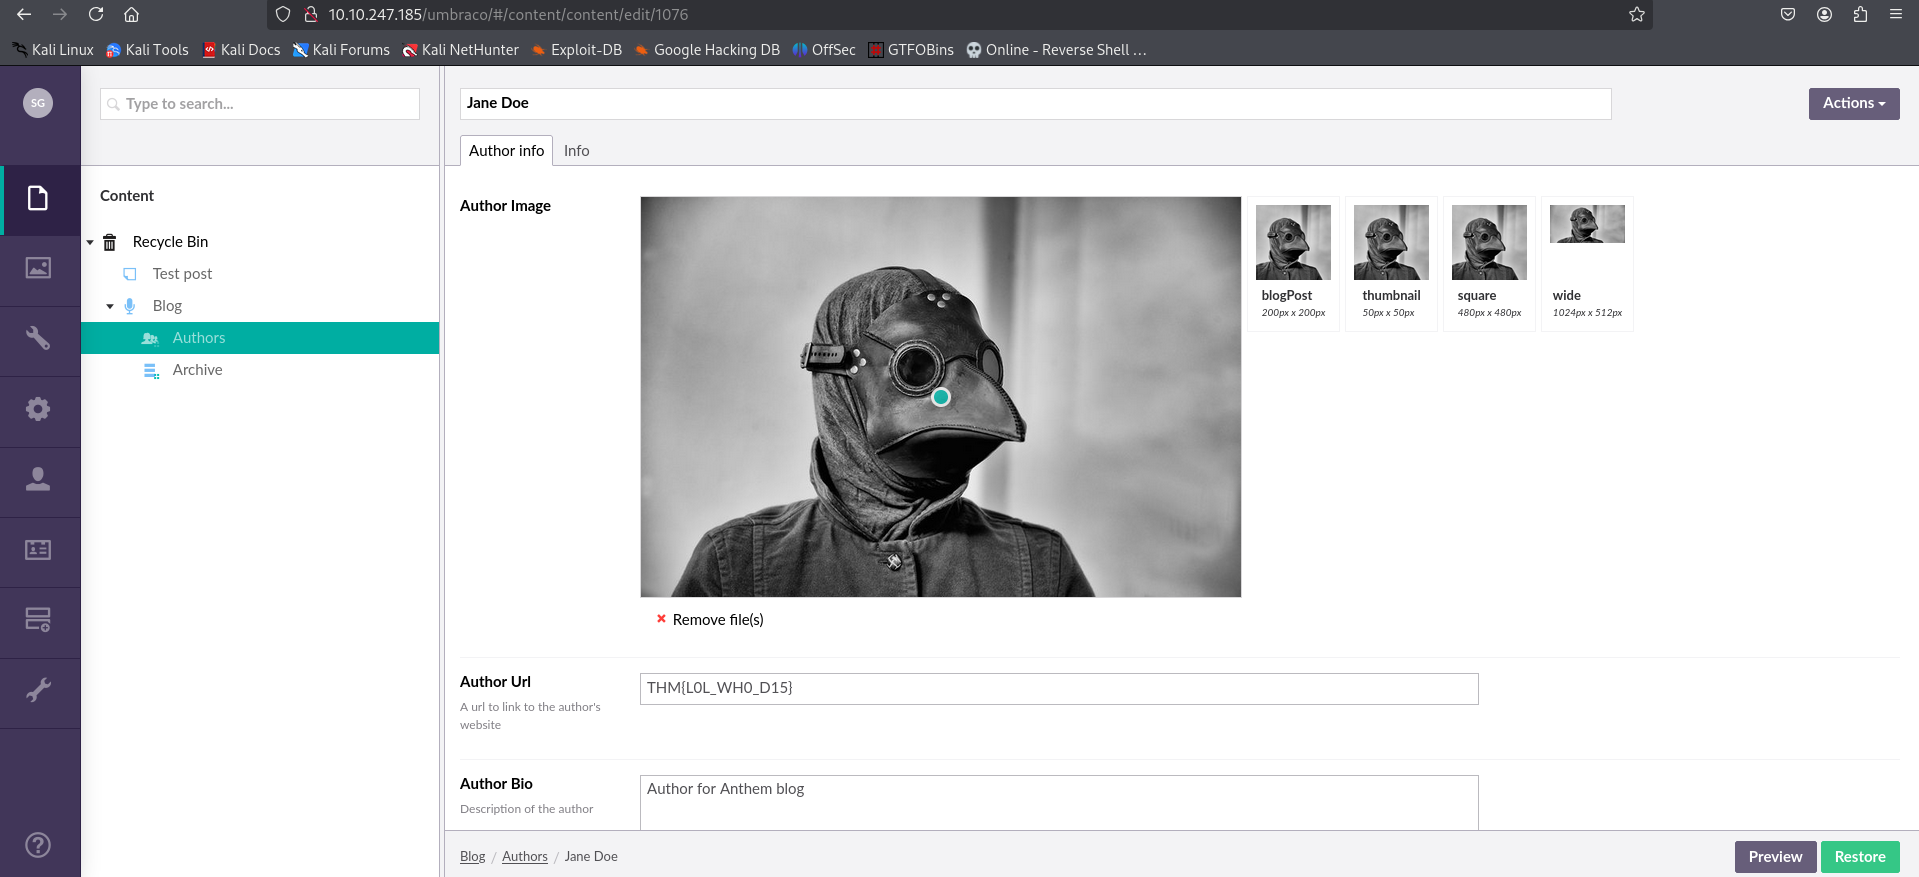 10.10.247.185/umbraco/#/content/content/edit/1076
Kali Linux Kali Tools Kali Docs Kali Forums Kali NetHunter Exploit-DB Google Hacking DB OffSec GTFOBins Online - Reverse Shell …
SG
Type to search...
Jane Doe
Actions
Author info Info
Content
Recycle Bin
Test post
Blog
Authors
Archive
Author Image
blogPost thumbnail square wide
200px x 200px 50px x 50px 480px x 480px 1024px x 512px
Remove file(s)
Author Url
A url to link to the author's
website
THM{L0L_WH0_D15}
Author Bio
Description of the author
Author for Anthem blog
Blog / Authors / Jane Doe
Preview Restore